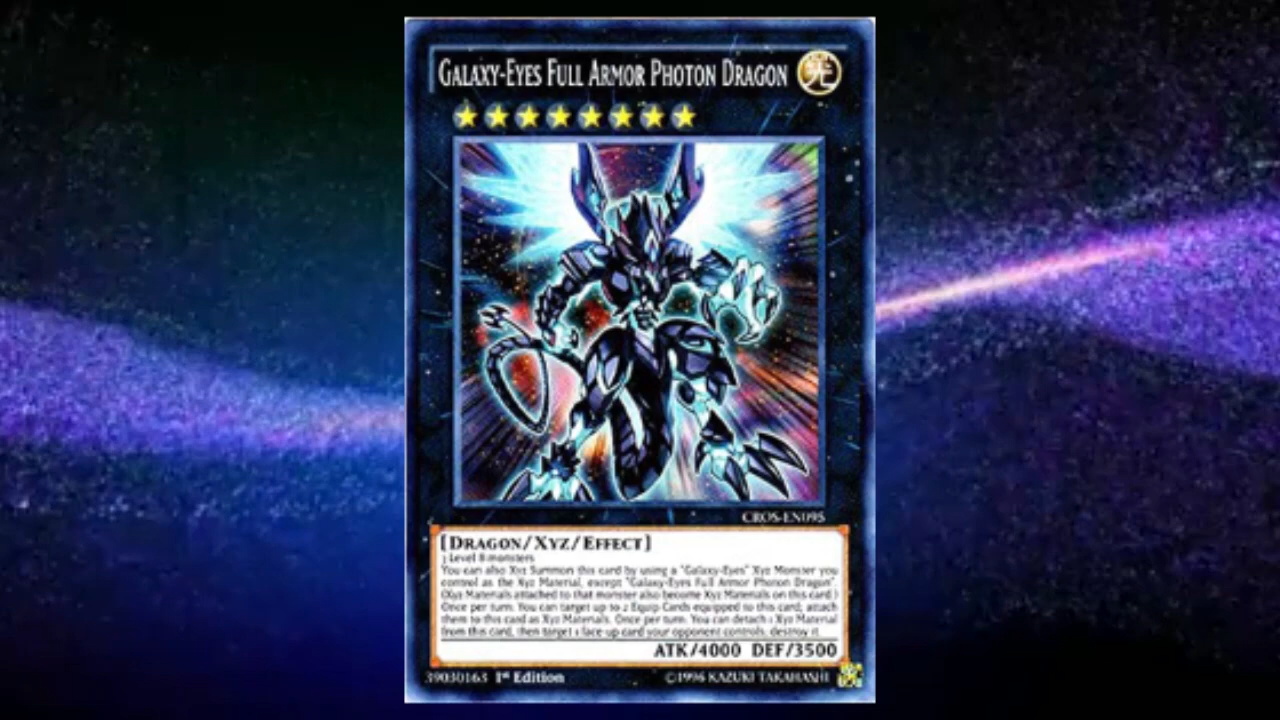 GALAXY-EYES FULL ARMOR PHOTON DRAGON
光
CROS-EN095
[DRAGON/XYZ/EFFECT]
3 Level 8 monsters
You can also Xyz Summon this card by using a "Galaxy-Eyes" Xyz Monster you
control as the Xyz Material, except "Galaxy-Eyes Full Armor Photon Dragon".
(Xyz Materials attached to that monster also become Xyz Materials on this card.)
Once per turn: You can target up to 2 Equip Cards equipped to this card; attach
them to this card as Xyz Materials. Once per turn: You can detach 1 Xyz Material
from this card, then target 1 face-up card your opponent controls; destroy it.
ATK/4000 DEF/3500
39030163 1st Edition ©1996 KAZUKI TAKAHASHI